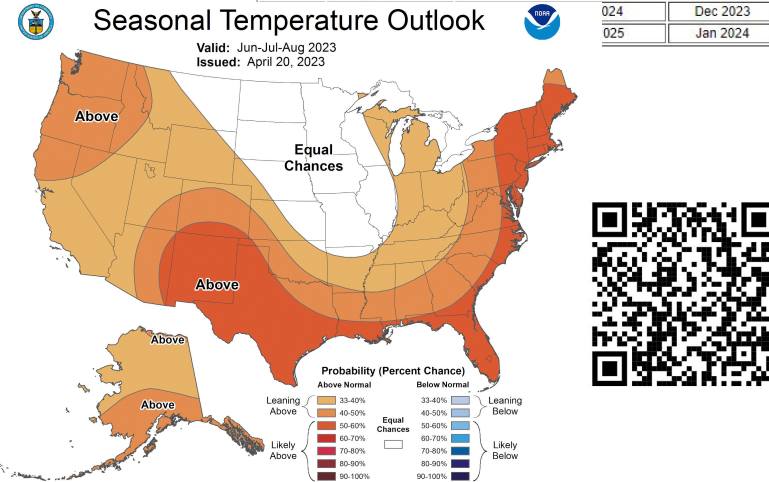 Seasonal Temperature Outlook
NOAA
Valid: Jun-Jul-Aug 2023
Issued: April 20, 2023
024 Dec 2023
025 Jan 2024
Above
Equal
Chances
Above
Above
Above
Probability (Percent Chance)
Above Normal
Below Normal
Leaning
Above
33-40%
40-50%
Likely
Above
50-60%
60-70%
70-80%
80-90%
90-100%
Equal
Chances
33-40%
40-50%
Leaning
Below
50-60%
60-70%
70-80%
80-90%
90-100%
Likely
Below